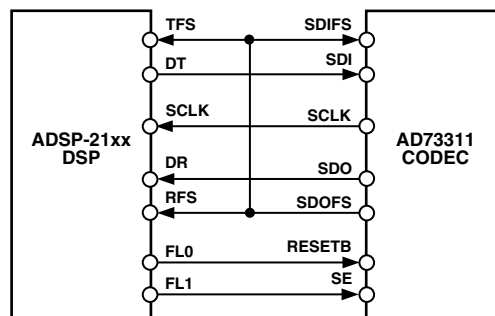 TFS SDIFS
DT SDI
SCLK SCLK
ADSP-21xx
DSP
AD73311
CODEC
DR SDO
RFS SDOFS
FL0 RESETB
FL1 SE